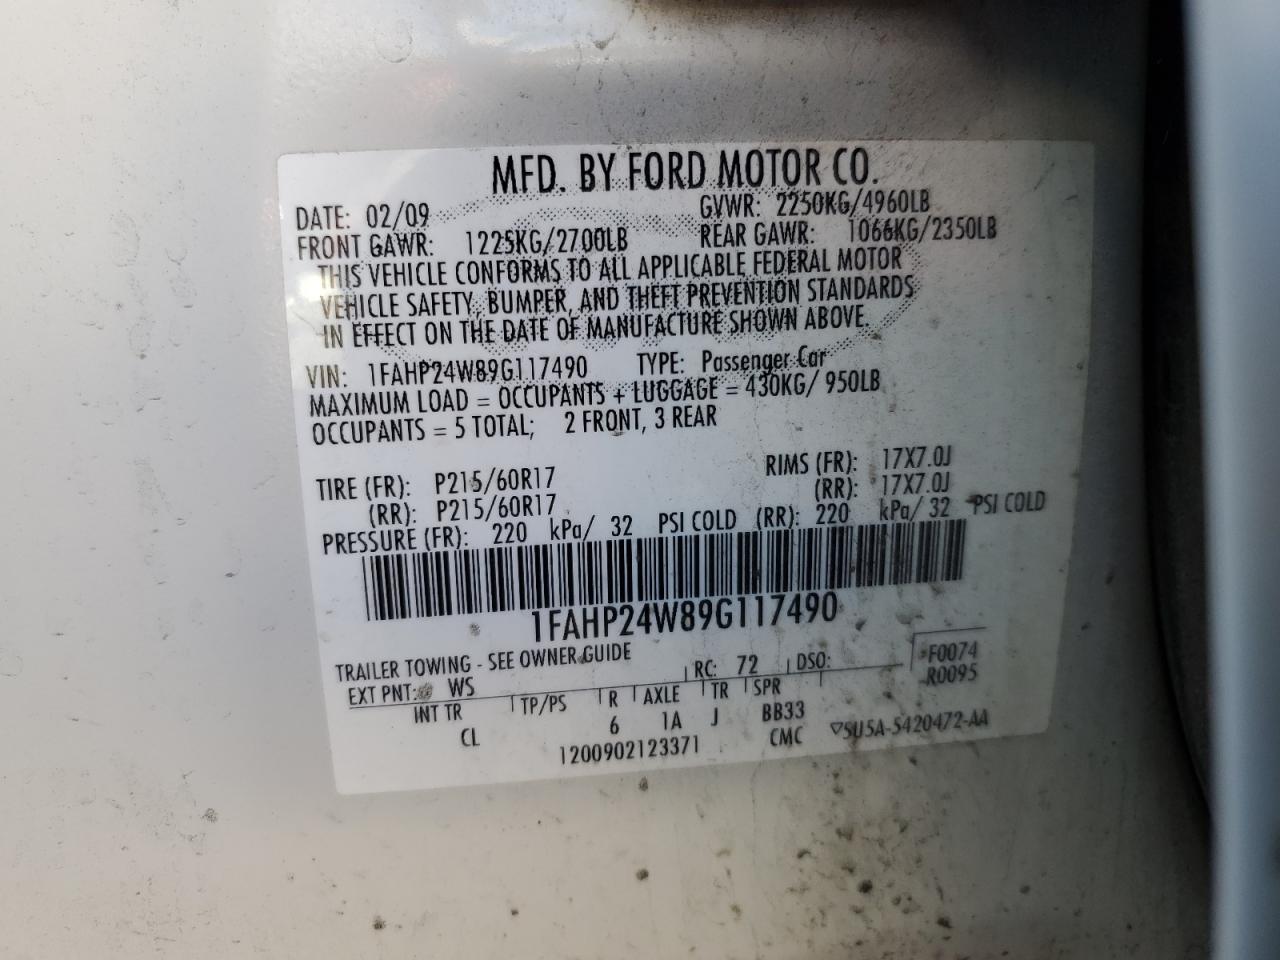 MFD. BY FORD MOTOR CO.
DATE: 02/09 GVWR: 2250KG/4960LB
FRONT GAWR: 1225KG/2700LB REAR GAWR: 1066KG/2350LB
THIS VEHICLE CONFORMS TO ALL APPLICABLE FEDERAL MOTOR
VEHICLE SAFETY, BUMPER, AND THEFT PREVENTION STANDARDS
IN EFFECT ON THE DATE OF MANUFACTURE SHOWN ABOVE.
VIN: 1FAHP24W89G117490 TYPE: Passenger Car
MAXIMUM LOAD = OCCUPANTS + LUGGAGE = 430KG/ 950LB
OCCUPANTS = 5 TOTAL; 2 FRONT, 3 REAR
TIRE (FR): P215/60R17 RIMS (FR): 17X7.0J
(RR): P215/60R17 (RR): 17X7.0J
PRESSURE (FR): 220 kPa/ 32 PSI COLD (RR): 220 kPa/ 32 PSI COLD
1FAHP24W89G117490
TRAILER TOWING - SEE OWNER GUIDE
F0074
EXT PNT: WS RC: 72 DSO: R0095
INT TR TP/PS R AXLE TR SPR
CL 6 1A J BB33
1200902123371 CMC ▽SU5A-5420472-AA